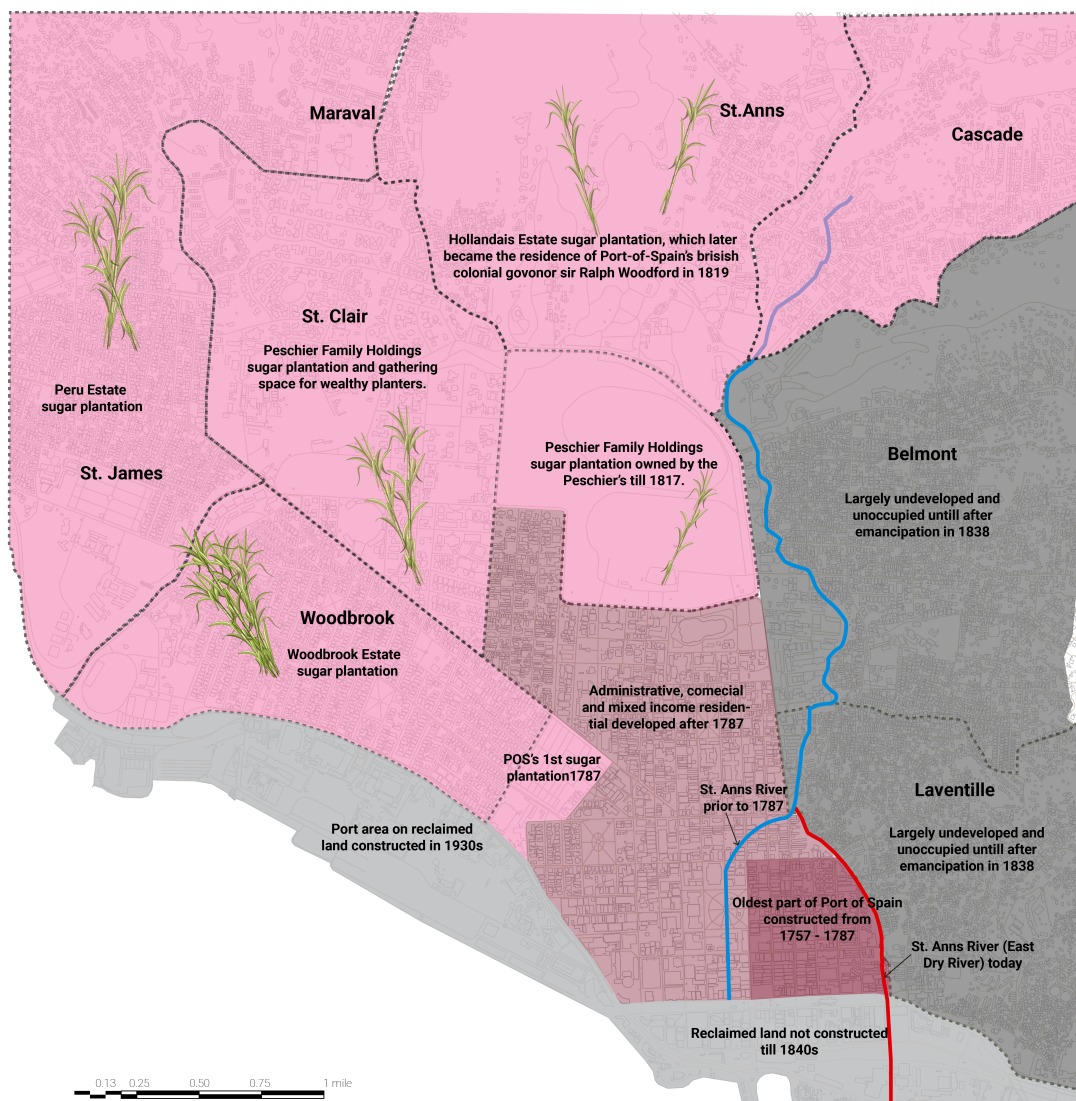 Maraval
St.Anns
Cascade
Hollandais Estate sugar plantation, which later
became the residence of Port-of-Spain's brisish
colonial govonor sir Ralph Woodford in 1819
St. Clair
Peschier Family Holdings
sugar plantation and gathering
space for wealthy planters.
Peru Estate
sugar plantation
St. James
Peschier Family Holdings
sugar plantation owned by the
Peschier's till 1817.
Belmont
Largely undeveloped and
unoccupied untill after
emancipation in 1838
Woodbrook
Woodbrook Estate
sugar plantation
Administrative, comecial
and mixed income residen-
tial developed after 1787
POS's 1st sugar
plantation1787
St. Anns River
prior to 1787
Laventille
Largely undeveloped and
unoccupied untill after
emancipation in 1838
Port area on reclaimed
land constructed in 1930s
Oldest part of Port of Spain
constructed from
1757 - 1787
St. Anns River (East
Dry River) today
Reclaimed land not constructed
till 1840s
0.13 0.25 0.50 0.75 1 mile